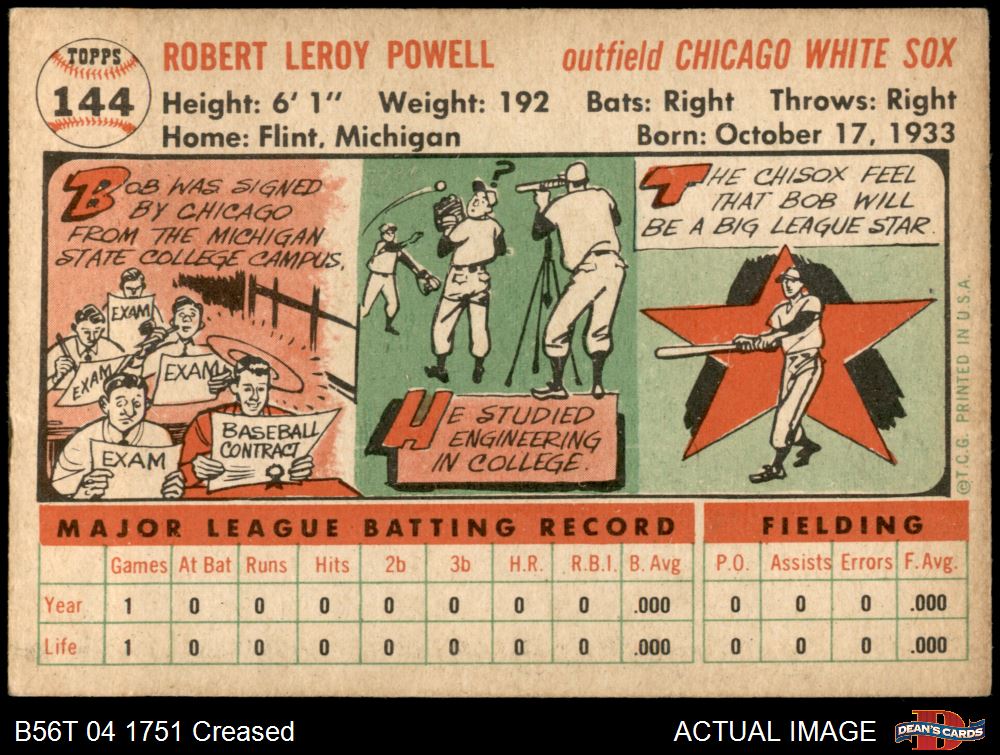 TOPPS
144
ROBERT LEROY POWELL outfield CHICAGO WHITE SOX
Height: 6' 1" Weight: 192 Bats: Right Throws: Right
Home: Flint, Michigan Born: October 17, 1933
BOB WAS SIGNED
BY CHICAGO
FROM THE MICHIGAN
STATE COLLEGE CAMPUS.
EXAM
EXAM
EXAM
EXAM
BASEBALL
CONTRACT
?
HE STUDIED
ENGINEERING
IN COLLEGE.
THE CHISOX FEEL
THAT BOB WILL
BE A BIG LEAGUE STAR.
©T.C.G. PRINTED IN U.S.A.
MAJOR LEAGUE BATTING RECORD FIELDING
Games At Bat Runs Hits 2b 3b H.R. R.B.I. B. Avg P.O. Assists Errors F. Avg.
Year 1 0 0 0 0 0 0 0 .000 0 0 0 .000
Life 1 0 0 0 0 0 0 0 .000 0 0 0 .000
B56T 04 1751 Creased ACTUAL IMAGE
D
DEAN'S CARDS